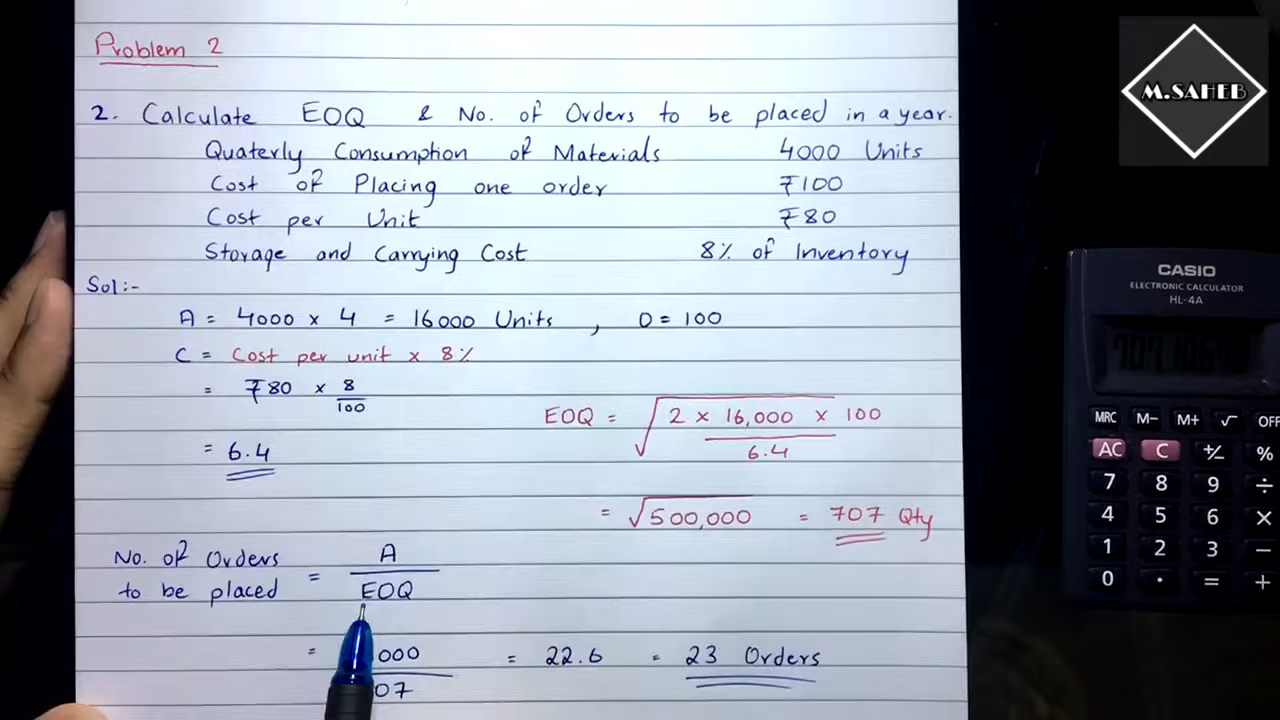 Problem 2
M.SAHEB
2. Calculate EOQ & No. of Orders to be placed in a year.
Quaterly Consumption of Materials 4000 Units
Cost of Placing one order ₹100
Cost per Unit ₹80
Storage and Carrying Cost 8% of Inventory
Sol:-
A = 4000 × 4 = 16000 Units , O = 100
C = Cost per unit × 8%
= ₹80 × 8/100
= 6.4
EOQ = √ 2 × 16,000 × 100 / 6.4
= √500,000 = 707 Qty
No. of Orders to be placed = A / EOQ
= 000 / 07 = 22.6 = 23 Orders
CASIO
ELECTRONIC CALCULATOR
HL-4A
MRC M− M+ √ OFF
AC C +/− %
7 8 9 ÷
4 5 6 ×
1 2 3 −
0 · = +